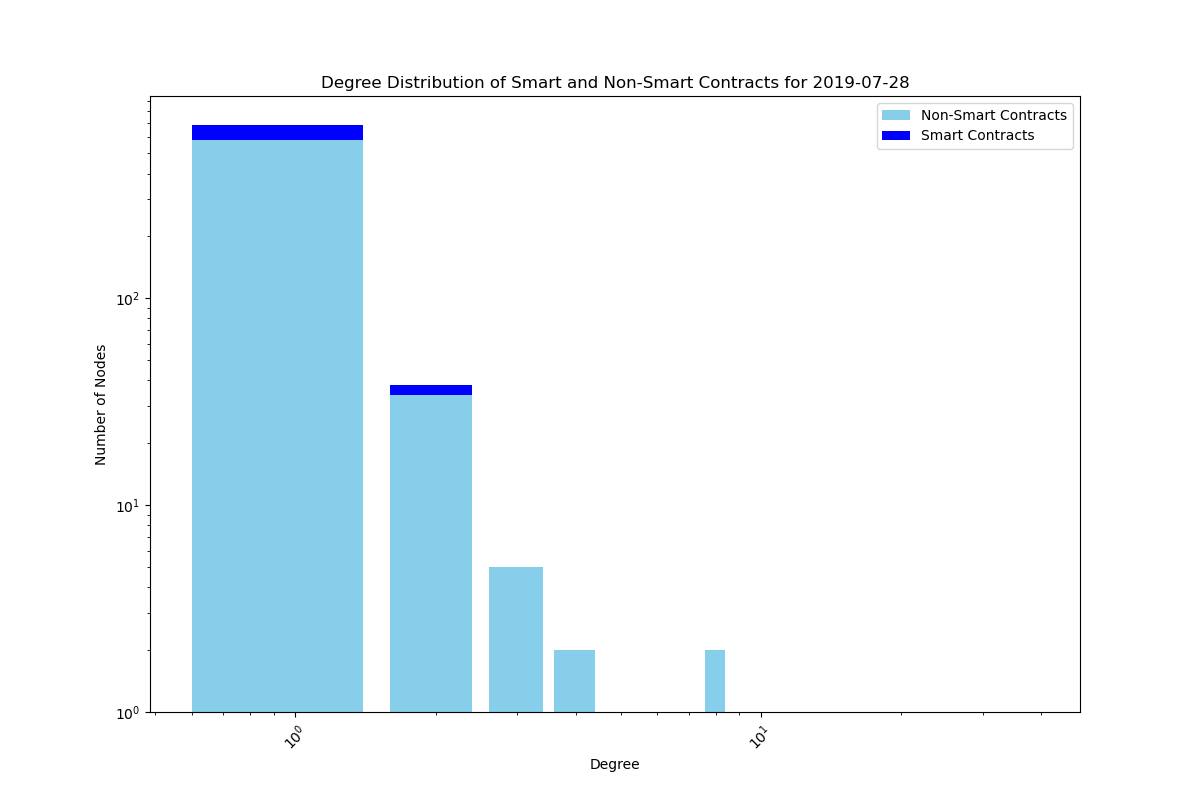 Degree Distribution of Smart and Non-Smart Contracts for 2019-07-28
Non-Smart Contracts
Smart Contracts
Number of Nodes
10²
10¹
10⁰
10⁰
10¹
Degree